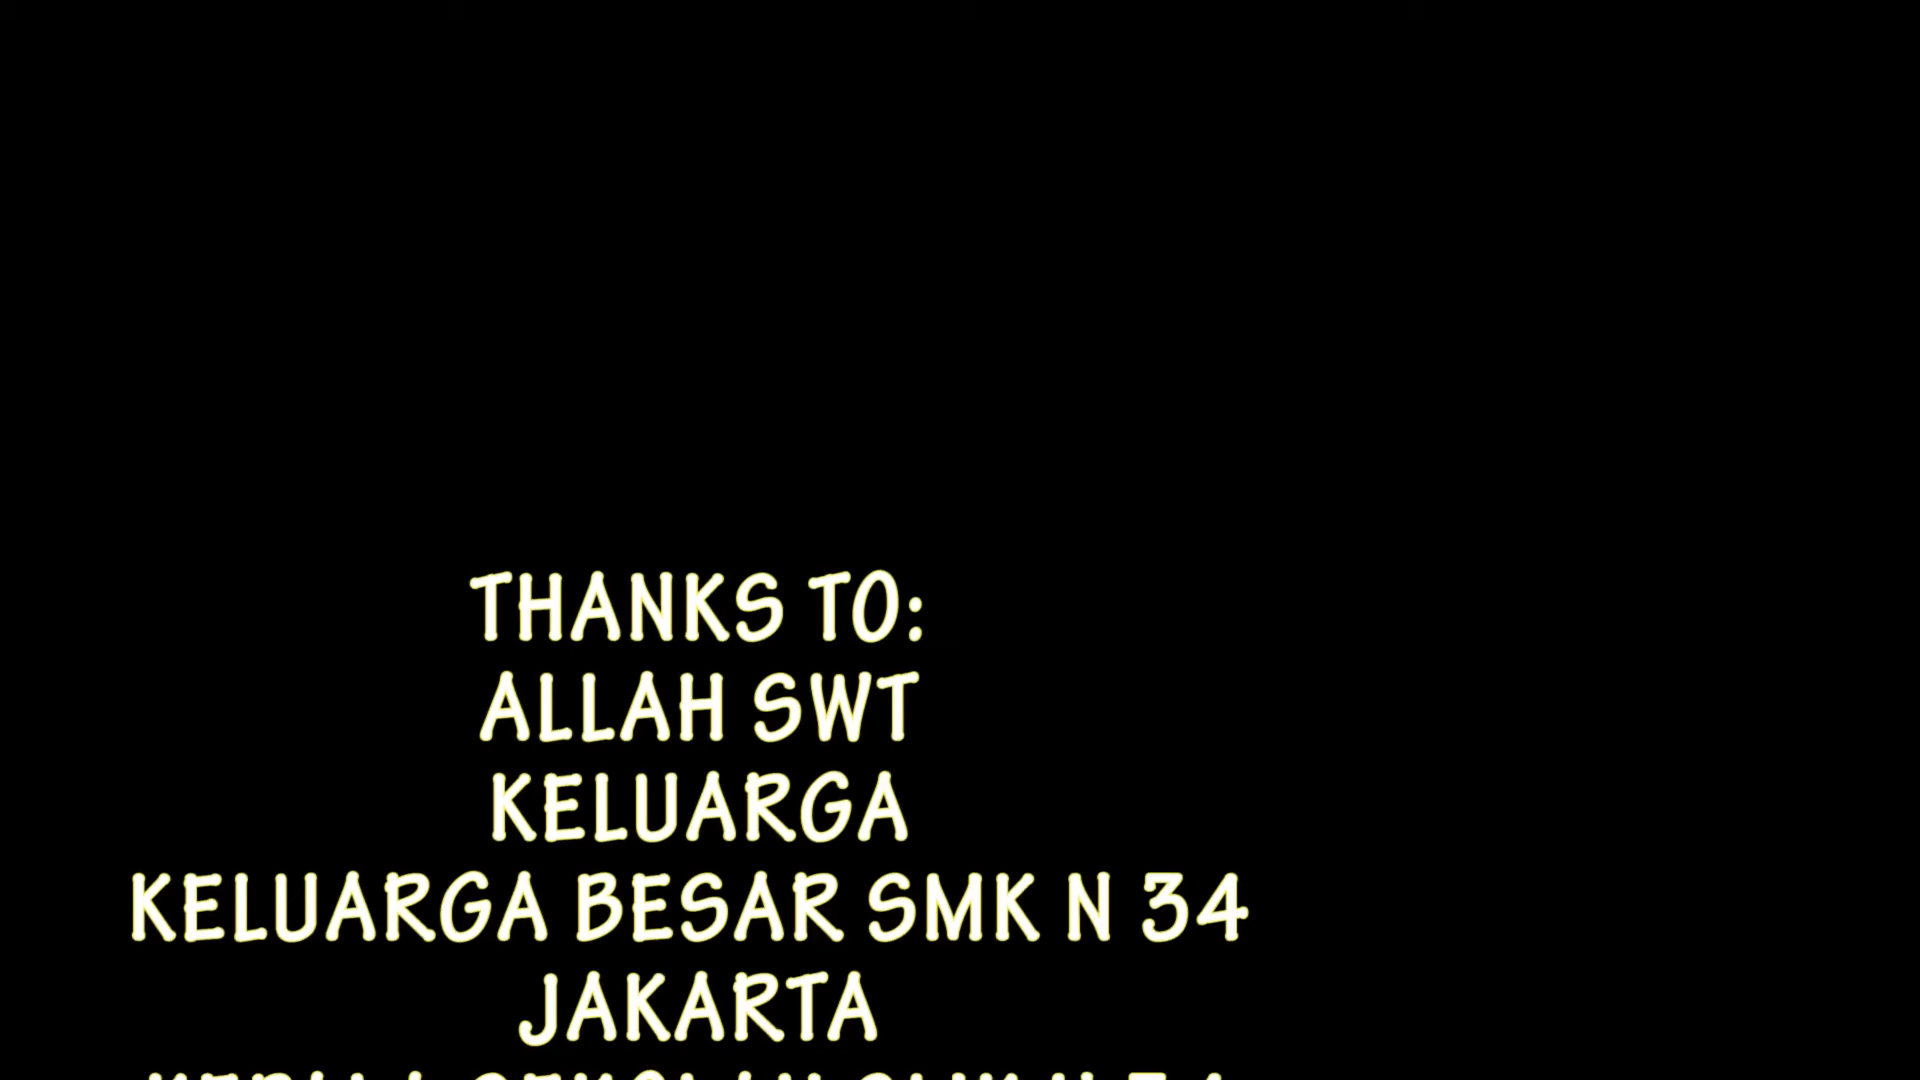 THANKS TO:
ALLAH SWT
KELUARGA
KELUARGA BESAR SMK N 34
JAKARTA